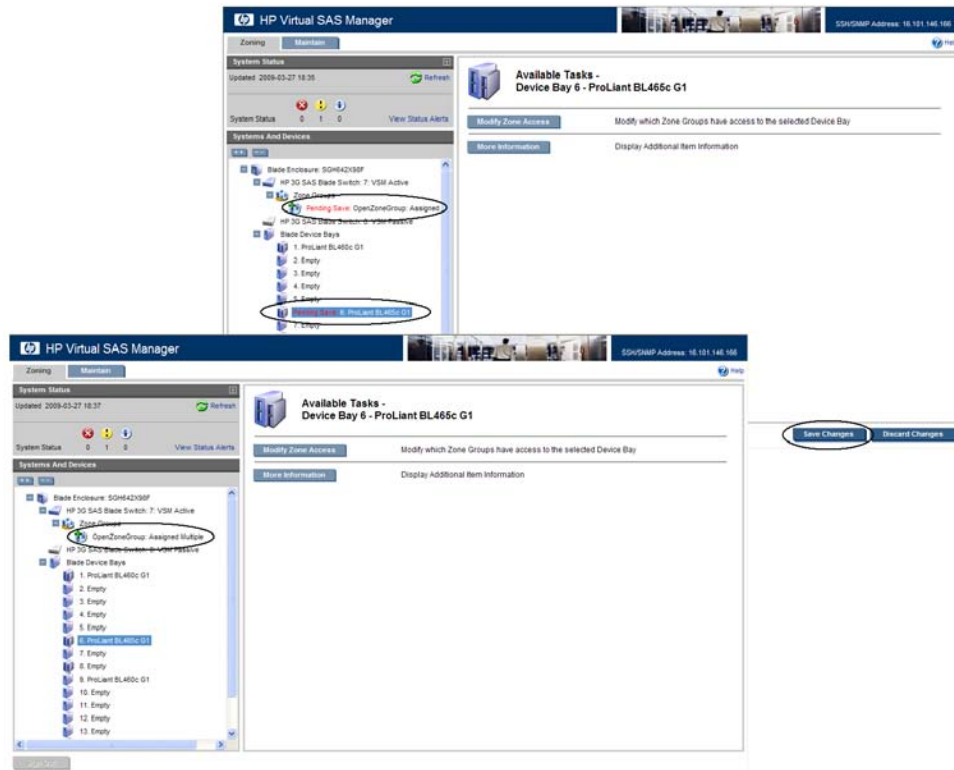 HP Virtual SAS Manager
SSH/SNMP Address: 16.101.146.166
Zoning
Maintain
Help
System Status
Updated 2009-03-27 18:35
Refresh
System Status 0 1 0 View Status Alerts
Systems And Devices
Blade Enclosure: SGH642X98F
HP 3G SAS Blade Switch: 7: VSM Active
Zone Groups
Pending Save: OpenZoneGroup: Assigned
HP 3G SAS Blade Switch: 8: VSM Passive
Blade Device Bays
1. ProLiant BL460c G1
2. Empty
3. Empty
4. Empty
5. Empty
Pending Save: 6. ProLiant BL465c G1
7. Empty
Available Tasks -
Device Bay 6 - ProLiant BL465c G1
Modify Zone Access
Modify which Zone Groups have access to the selected Device Bay
More Information
Display Additional Item Information
Save Changes
Discard Changes
HP Virtual SAS Manager
SSH/SNMP Address: 16.101.146.166
Zoning
Maintain
Help
System Status
Updated 2009-03-27 18:37
Refresh
System Status 0 1 0 View Status Alerts
Systems And Devices
Blade Enclosure: SGH642X98F
HP 3G SAS Blade Switch: 7: VSM Active
Zone Groups
OpenZoneGroup: Assigned Multiple
HP 3G SAS Blade Switch: 8: VSM Passive
Blade Device Bays
1. ProLiant BL460c G1
2. Empty
3. Empty
4. Empty
5. Empty
6. ProLiant BL465c G1
7. Empty
8. Empty
9. ProLiant BL460c G1
10. Empty
11. Empty
12. Empty
13. Empty
Available Tasks -
Device Bay 6 - ProLiant BL465c G1
Modify Zone Access
Modify which Zone Groups have access to the selected Device Bay
More Information
Display Additional Item Information